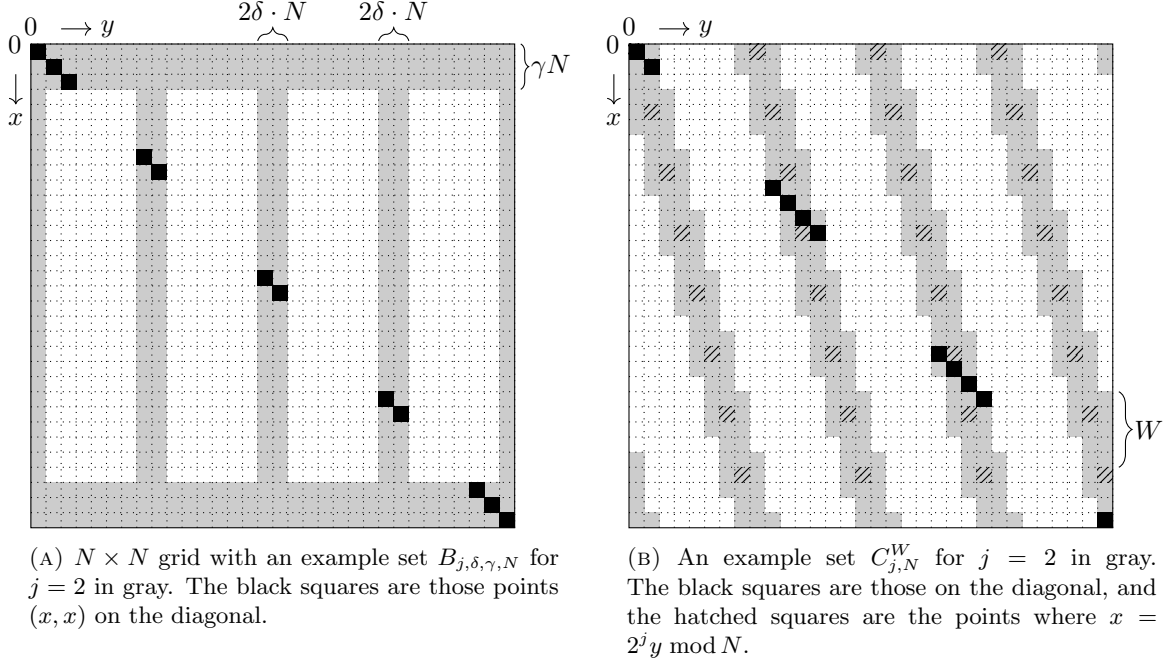 2δ · N 2δ · N
0 → y
0
γN
↓
x
(A) N × N grid with an example set B_{j,δ,γ,N} for
j = 2 in gray. The black squares are those points
(x, x) on the diagonal.
0 → y
0
↓
x
W
(B) An example set C^W_{j,N} for j = 2 in gray.
The black squares are those on the diagonal, and
the hatched squares are the points where x =
2^j y mod N.